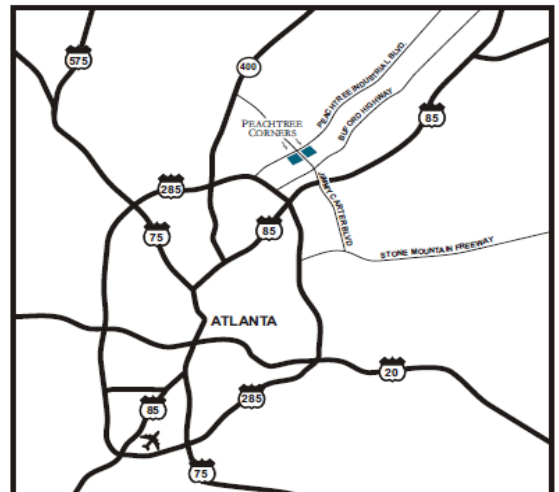 575
400
PEACHTREE INDUSTRIAL BLVD.
BUFORD HIGHWAY
85
PEACHTREE
CORNERS
285
JIMMY CARTER BLVD
75
85
STONE MOUNTAIN FREEWAY
ATLANTA
20
85
285
75